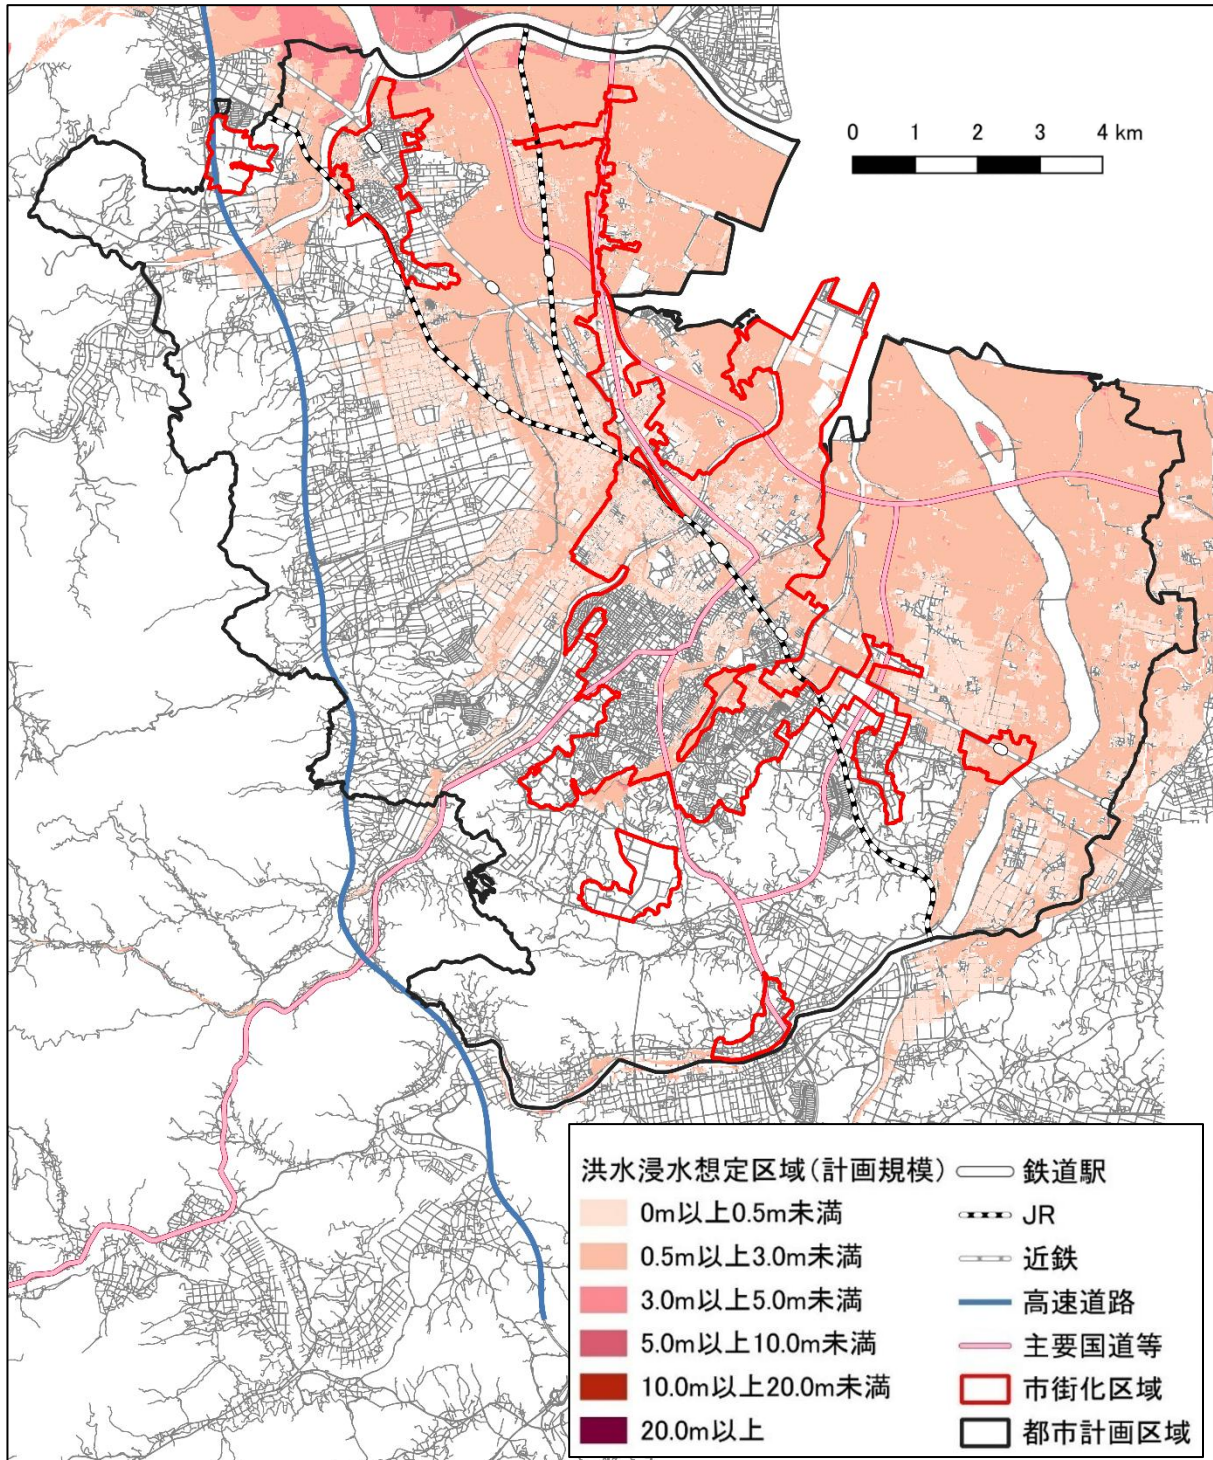 0 1 2 3 4 km
洪水浸水想定区域(計画規模)
0m以上0.5m未満
0.5m以上3.0m未満
3.0m以上5.0m未満
5.0m以上10.0m未満
10.0m以上20.0m未満
20.0m以上
鉄道駅
JR
近鉄
高速道路
主要国道等
市街化区域
都市計画区域